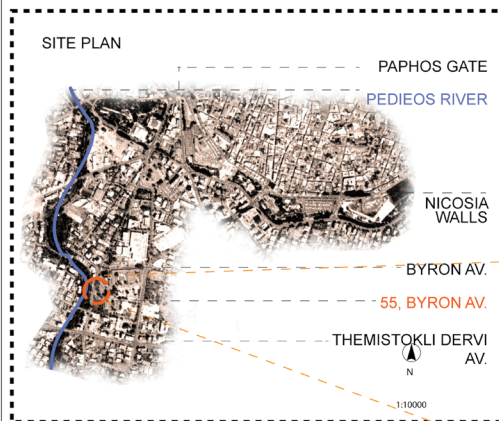 SITE PLAN
PAPHOS GATE
PEDIEOS RIVER
NICOSIA
WALLS
BYRON AV.
55, BYRON AV.
THEMISTOKLI DERVI
AV.
N
1:10000